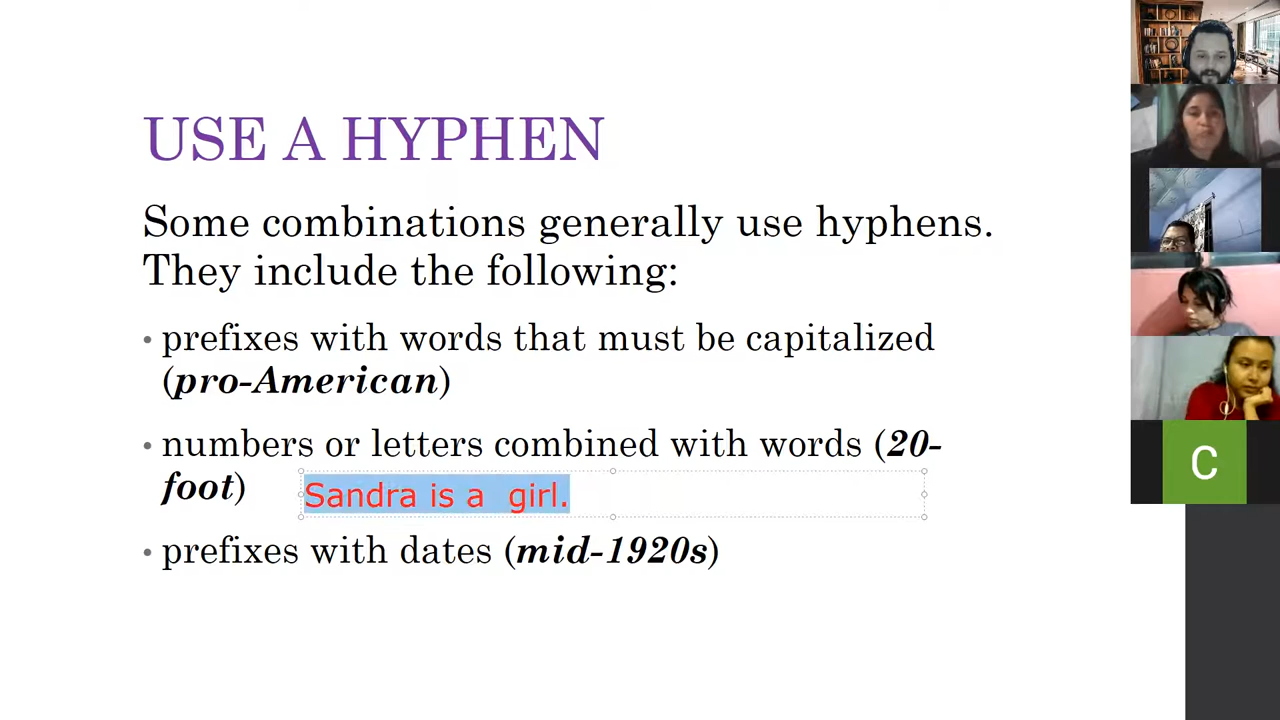 USE A HYPHEN
Some combinations generally use hyphens.
They include the following:
• prefixes with words that must be capitalized
(pro-American)
• numbers or letters combined with words (20-
foot)
Sandra is a  girl.
• prefixes with dates (mid-1920s)
C